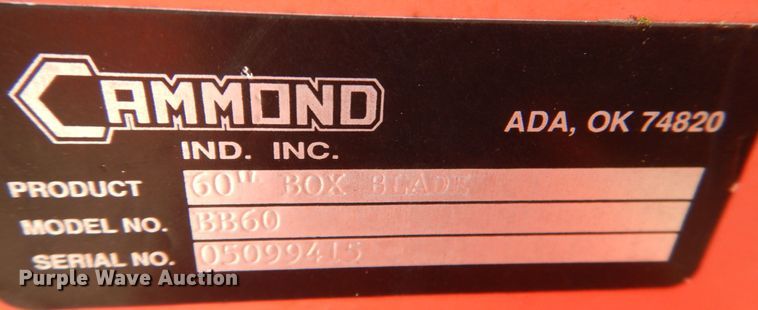 CAMMOND
ADA, OK 74820
IND. INC.
PRODUCT 60" BOX BLADE
MODEL NO. BB60
SERIAL NO. 05099415
Purple Wave Auction